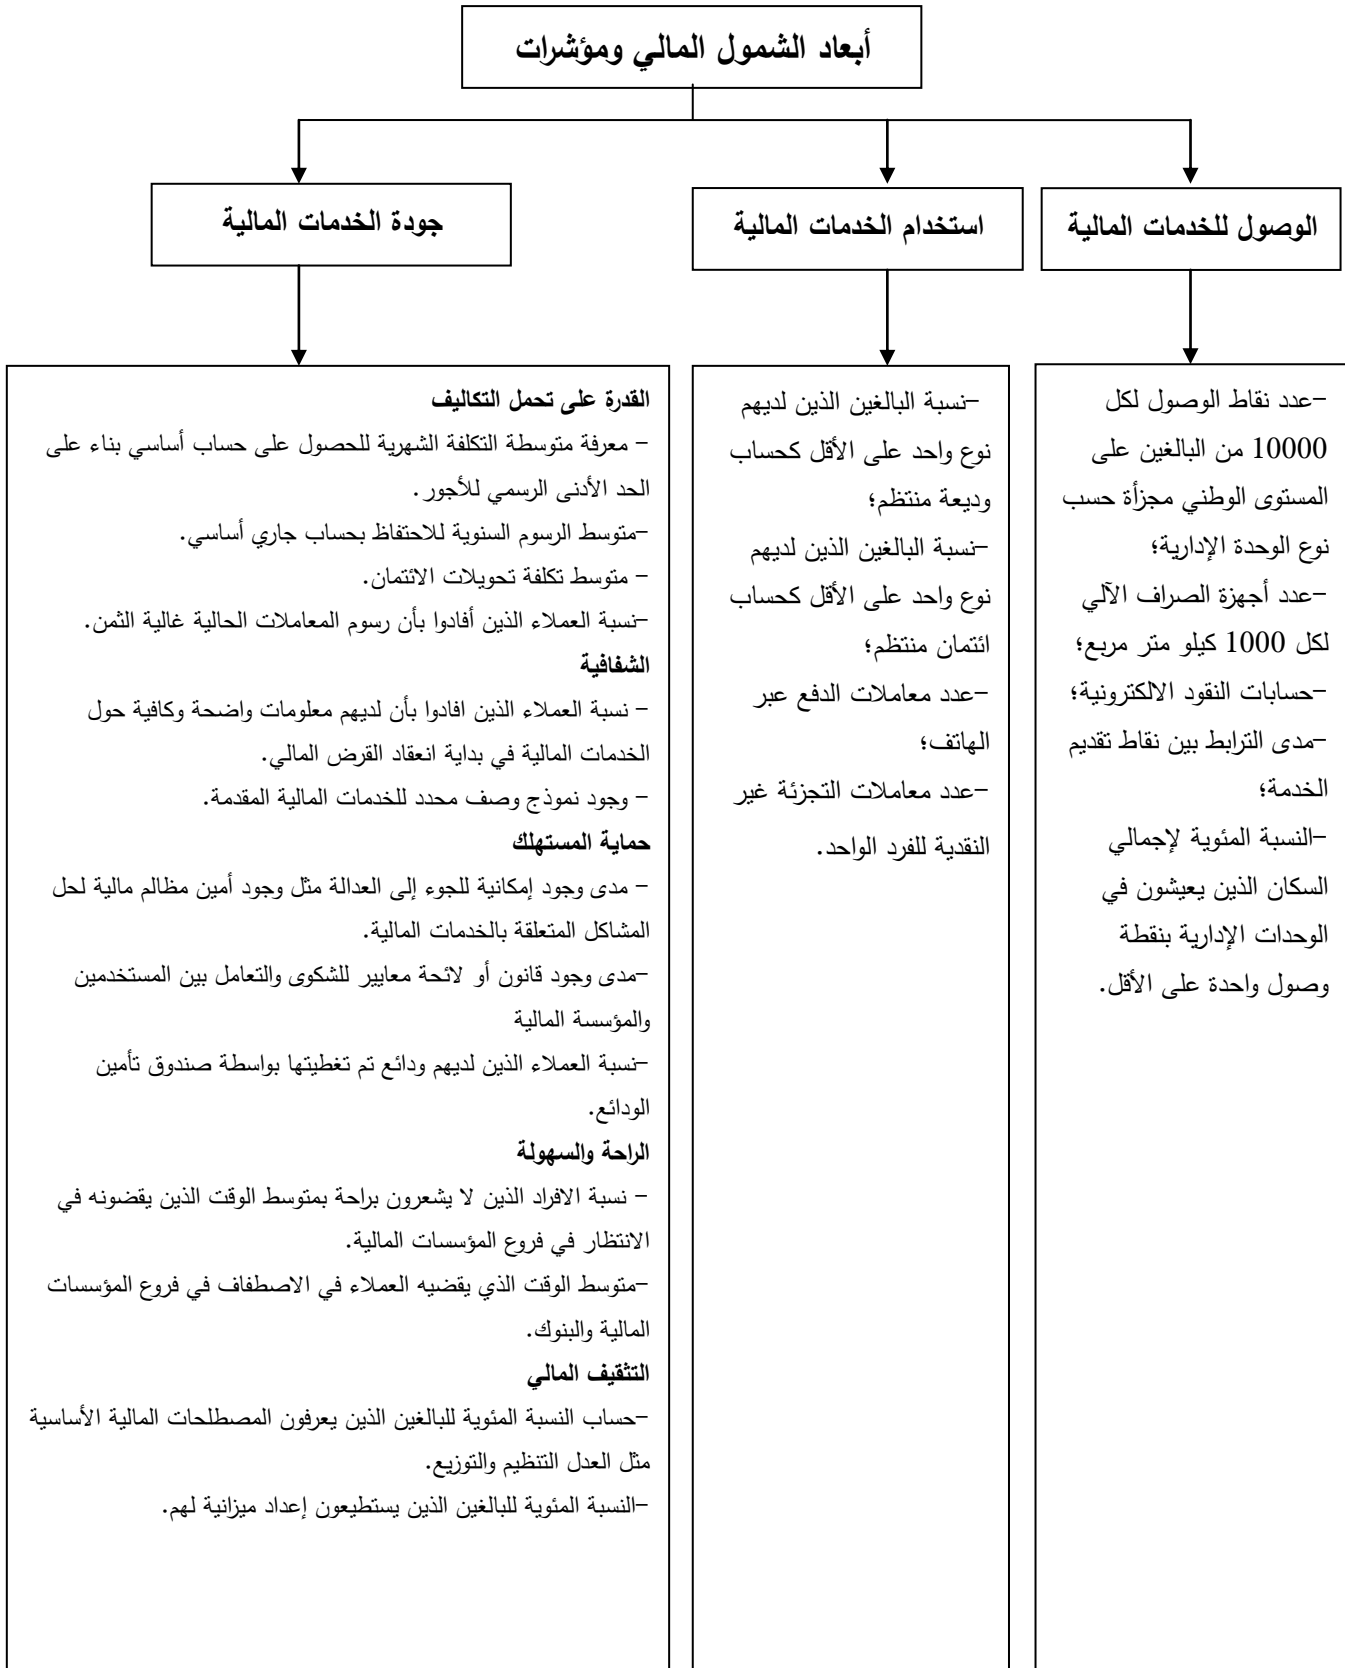 أبعاد الشمول المالي ومؤشرات
الوصول للخدمات المالية
استخدام الخدمات المالية
جودة الخدمات المالية
-عدد نقاط الوصول لكل
10000 من البالغين على
المستوى الوطني مجزأة حسب
نوع الوحدة الإدارية؛
-عدد أجهزة الصراف الآلي
لكل 1000 كيلو متر مربع؛
-حسابات النقود الالكترونية؛
-مدى الترابط بين نقاط تقديم
الخدمة؛
-النسبة المئوية لإجمالي
السكان الذين يعيشون في
الوحدات الإدارية بنقطة
وصول واحدة على الأقل.
-نسبة البالغين الذين لديهم
نوع واحد على الأقل كحساب
وديعة منتظم؛
-نسبة البالغين الذين لديهم
نوع واحد على الأقل كحساب
ائتمان منتظم؛
-عدد معاملات الدفع عبر
الهاتف؛
-عدد معاملات التجزئة غير
النقدية للفرد الواحد.
القدرة على تحمل التكاليف
- معرفة متوسطة التكلفة الشهرية للحصول على حساب أساسي بناء على
الحد الأدنى الرسمي للأجور.
-متوسط الرسوم السنوية للاحتفاظ بحساب جاري أساسي.
- متوسط تكلفة تحويلات الائتمان.
-نسبة العملاء الذين أفادوا بأن رسوم المعاملات الحالية غالية الثمن.
الشفافية
- نسبة العملاء الذين افادوا بأن لديهم معلومات واضحة وكافية حول
الخدمات المالية في بداية انعقاد القرض المالي.
- وجود نموذج وصف محدد للخدمات المالية المقدمة.
حماية المستهلك
- مدى وجود إمكانية للجوء إلى العدالة مثل وجود أمين مظالم مالية لحل
المشاكل المتعلقة بالخدمات المالية.
-مدى وجود قانون أو لائحة معايير للشكوى والتعامل بين المستخدمين
والمؤسسة المالية
-نسبة العملاء الذين لديهم ودائع تم تغطيتها بواسطة صندوق تأمين
الودائع.
الراحة والسهولة
- نسبة الافراد الذين لا يشعرون براحة بمتوسط الوقت الذين يقضونه في
الانتظار في فروع المؤسسات المالية.
-متوسط الوقت الذي يقضيه العملاء في الاصطفاف في فروع المؤسسات
المالية والبنوك.
التثقيف المالي
-حساب النسبة المئوية للبالغين الذين يعرفون المصطلحات المالية الأساسية
مثل العدل التنظيم والتوزيع.
-النسبة المئوية للبالغين الذين يستطيعون إعداد ميزانية لهم.